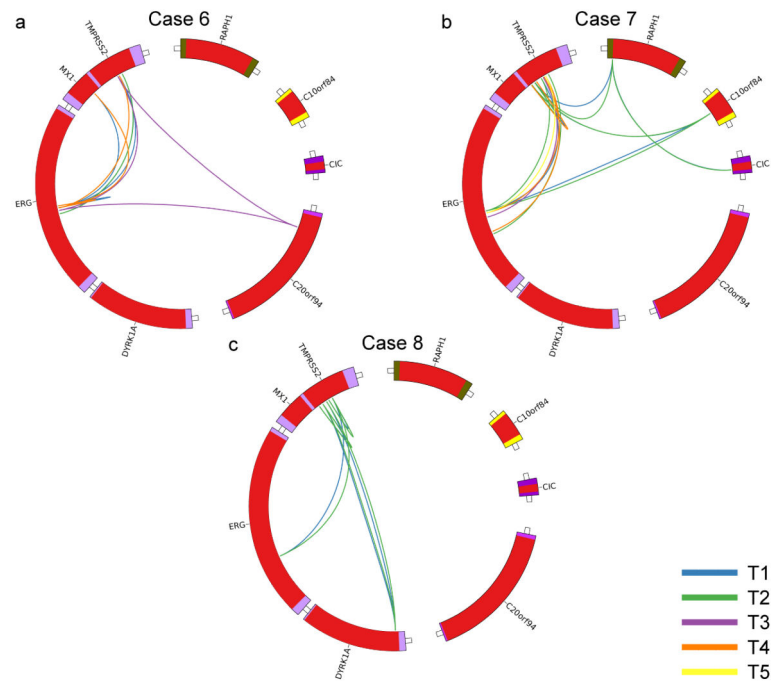 a
Case 6
TMPRSS2
RAPH1
MX1
C10orf84
CIC
ERG
C20orf94
DYRK1A
b
Case 7
TMPRSS2
RAPH1
MX1
C10orf84
CIC
ERG
C20orf94
DYRK1A
c
Case 8
TMPRSS2
RAPH1
MX1
C10orf84
CIC
ERG
C20orf94
DYRK1A
T1
T2
T3
T4
T5